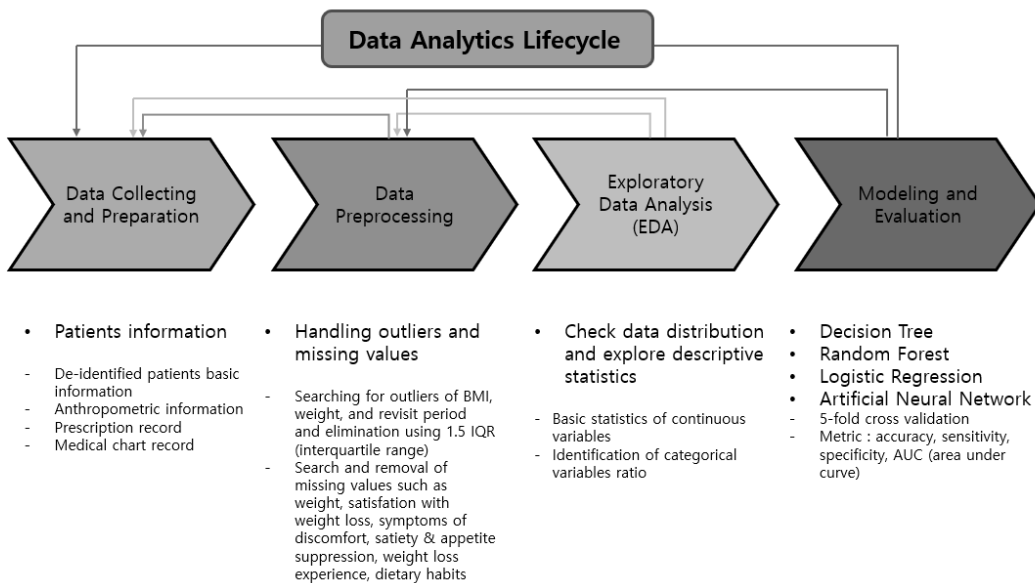 Data Analytics Lifecycle
Data Collecting
and Preparation
Data
Preprocessing
Exploratory
Data Analysis
(EDA)
Modeling and
Evaluation
• Patients information
- De-identified patients basic
information
- Anthropometric information
- Prescription record
- Medical chart record
• Handling outliers and
missing values
- Searching for outliers of BMI,
weight, and revisit period
and elimination using 1.5 IQR
(interquartile range)
- Search and removal of
missing values such as
weight, satisfation with
weight loss, symptoms of
discomfort, satiety & appetite
suppression, weight loss
experience, dietary habits
• Check data distribution
and explore descriptive
statistics
- Basic statistics of continuous
variables
- Identification of categorical
variables ratio
• Decision Tree
• Random Forest
• Logistic Regression
• Artificial Neural Network
- 5-fold cross validation
- Metric : accuracy, sensitivity,
specificity, AUC (area under
curve)